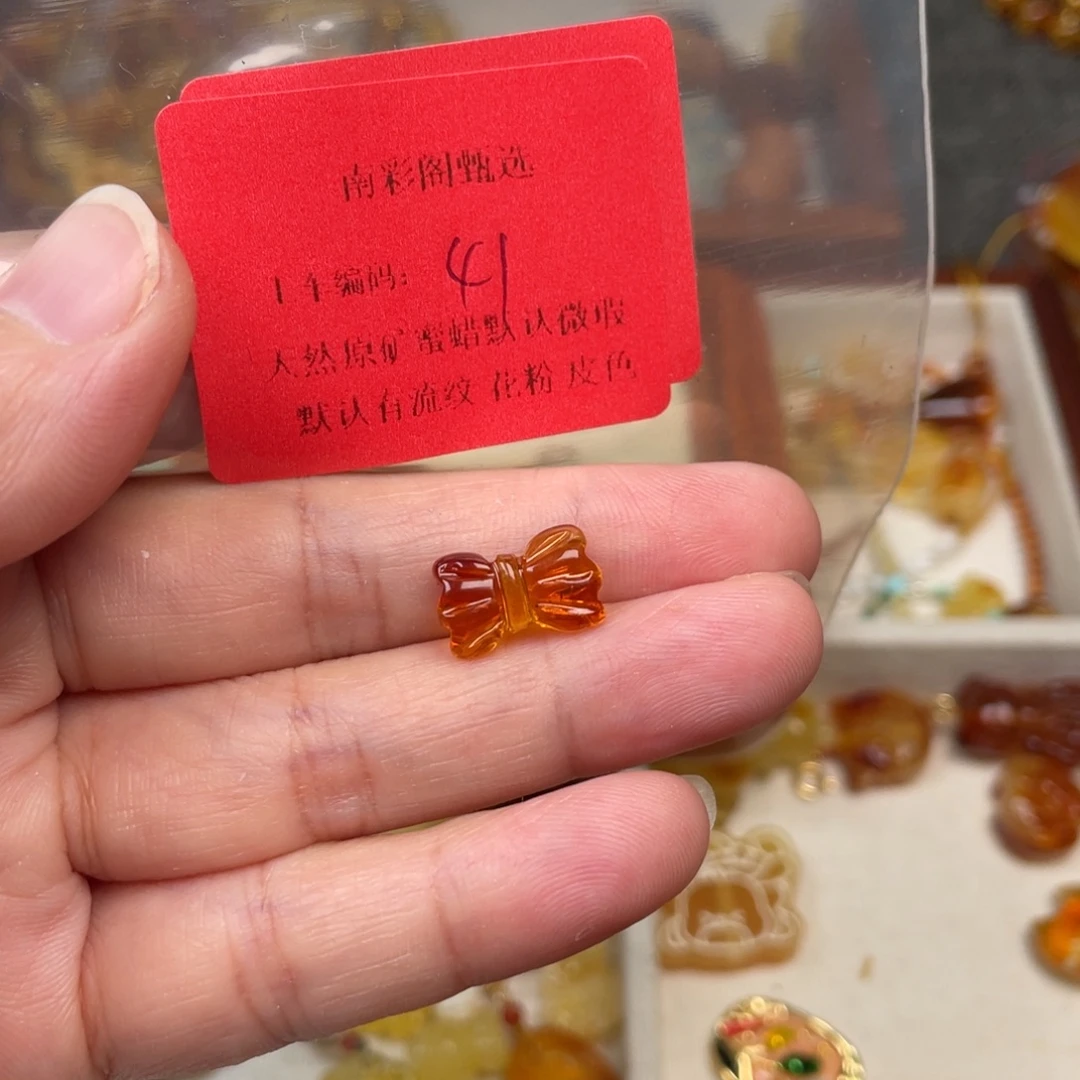 南彩阁甄选
上车编码: 41
天然原矿蜜蜡默认微瑕
默认有流纹 花粉 皮色